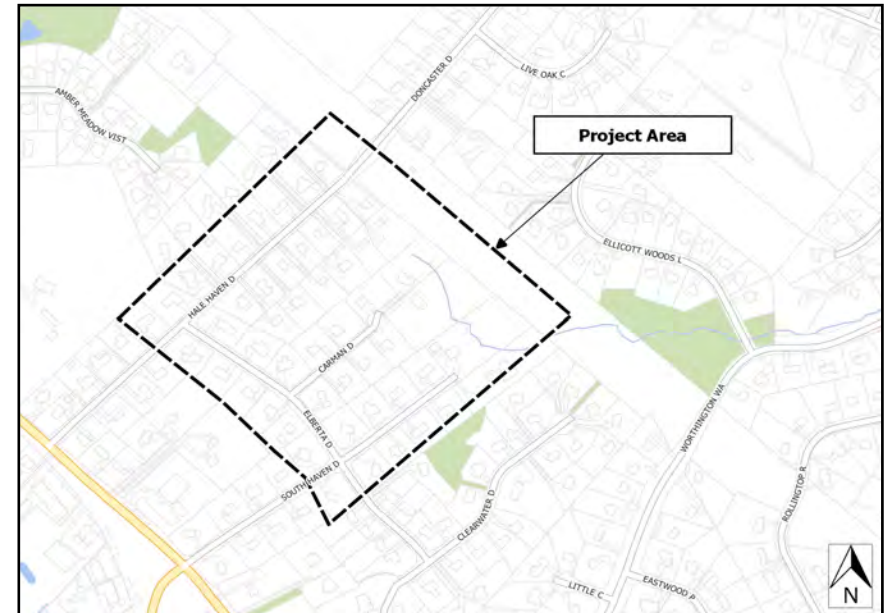 DONCASTER D
LIVE OAK C
AMBER MEADOW VIST
Project Area
ELLICOTT WOODS L
HALE HAVEN D
CARMAN D
ELBERTA D
WORTHINGTON WA
SOUTH HAVEN D
ROLLINGTOP R
CLEARWATER D
LITTLE C
EASTWOOD P
N